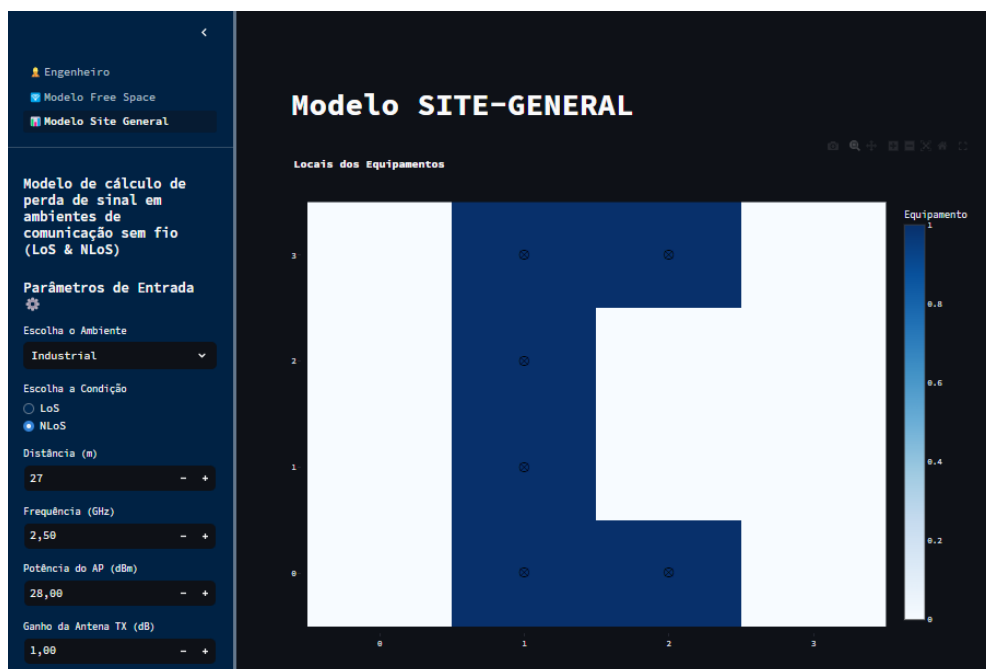 Engenheiro
Modelo Free Space
Modelo Site General
Modelo de cálculo de
perda de sinal em
ambientes de
comunicação sem fio
(LoS & NLoS)
Parâmetros de Entrada
Escolha o Ambiente
Industrial
Escolha a Condição
LoS
NLoS
Distância (m)
27
- +
Frequência (GHz)
2,50
- +
Potência do AP (dBm)
28,00
- +
Ganho da Antena TX (dB)
1,00
- +
Modelo SITE-GENERAL
Locais dos Equipamentos
3
2
1
0
0
1
2
3
Equipamento
1
0.8
0.6
0.4
0.2
0